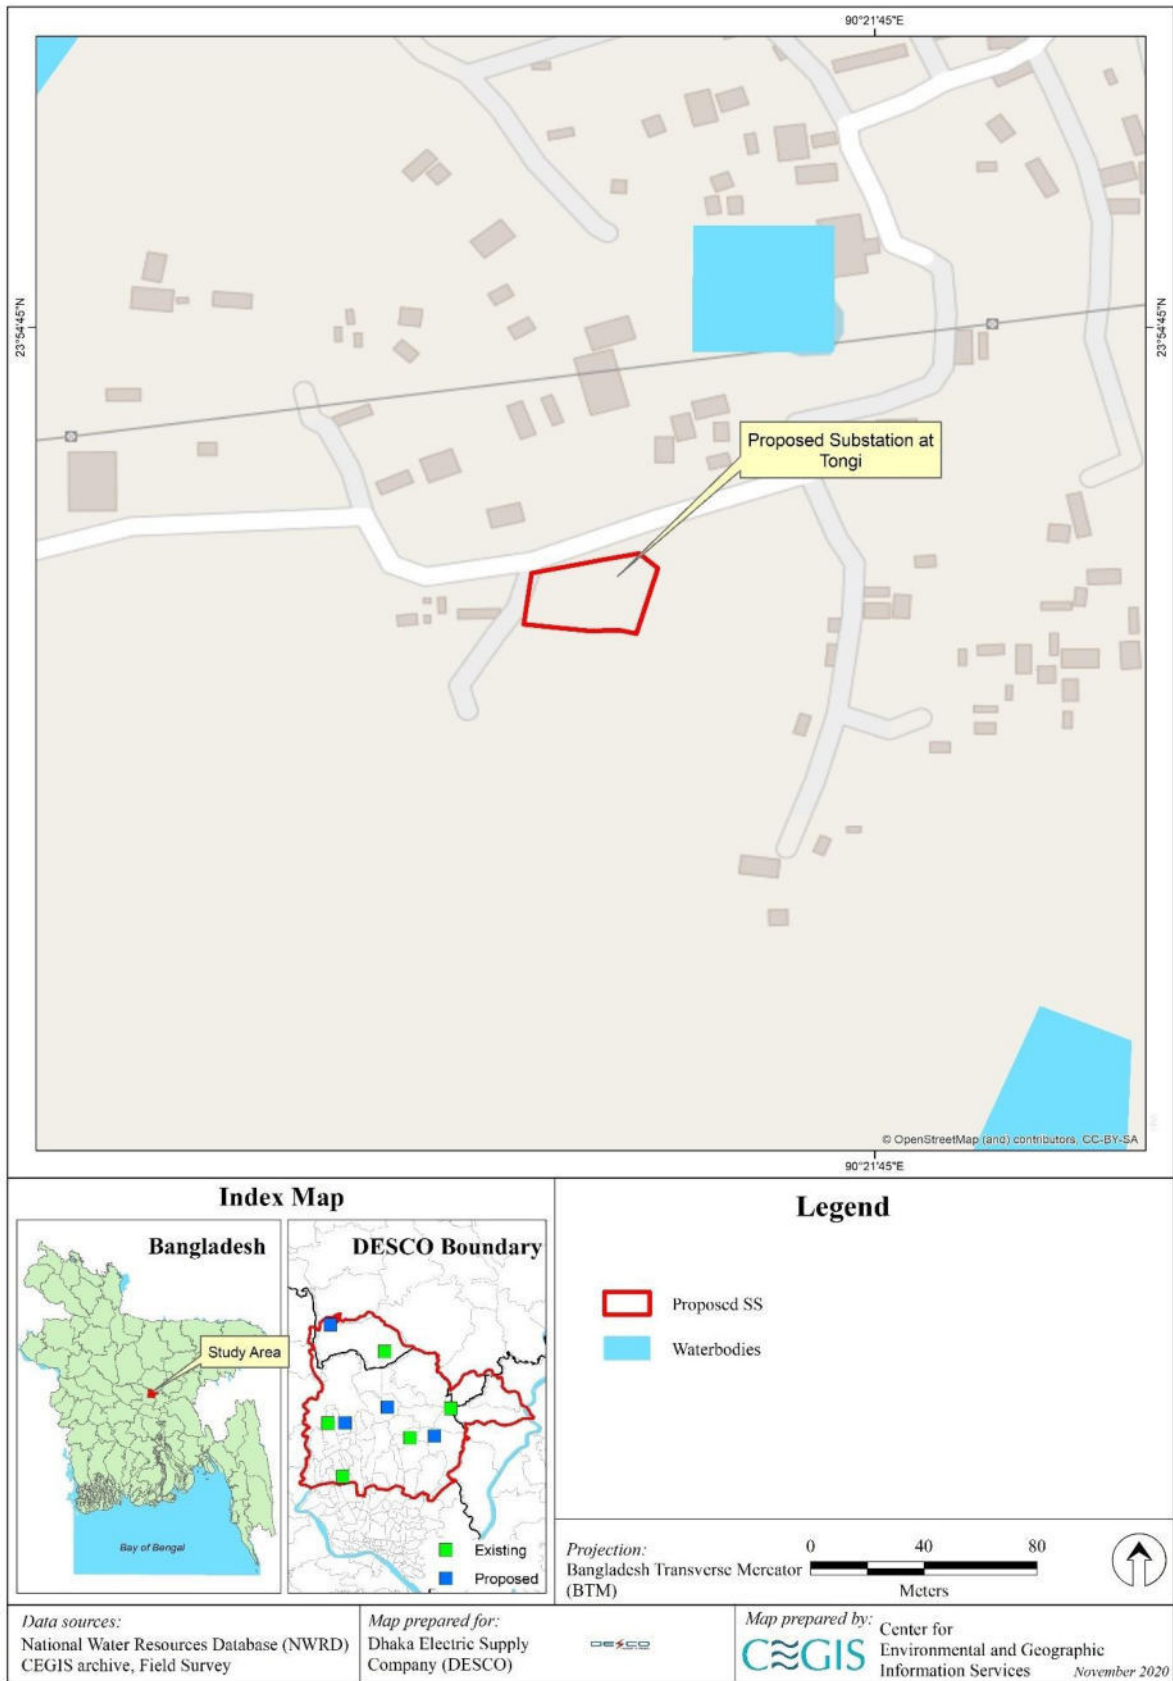 90°21'45"E
23°54'45"N
23°54'45"N
Proposed Substation at
Tongi
© OpenStreetMap (and) contributors, CC-BY-SA
90°21'45"E
Index Map
Bangladesh
Study Area
Bay of Bengal
DESCO Boundary
Existing
Proposed
Legend
Proposed SS
Waterbodies
Projection:
Bangladesh Transverse Mercator
(BTM)
0 40 80
Meters
Data sources:
National Water Resources Database (NWRD)
CEGIS archive, Field Survey
Map prepared for:
Dhaka Electric Supply
Company (DESCO)
DESCO
Map prepared by:
CEGIS
Center for
Environmental and Geographic
Information Services
November 2020